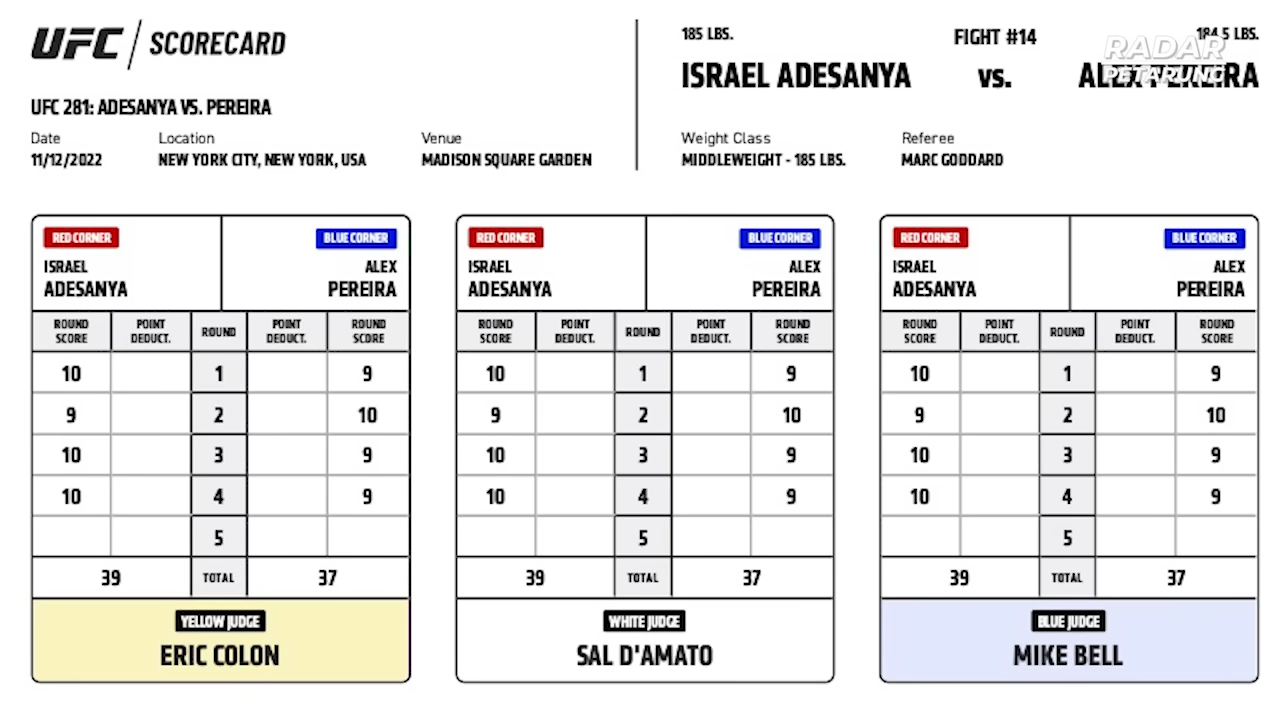 UFC / SCORECARD
UFC 281: ADESANYA VS. PEREIRA
Date Location Venue
11/12/2022 NEW YORK CITY, NEW YORK, USA MADISON SQUARE GARDEN
185 LBS. FIGHT #14 184.5 LBS.
ISRAEL ADESANYA VS. ALEX PEREIRA
RADAR
PETARUNG
Weight Class Referee
MIDDLEWEIGHT - 185 LBS. MARC GODDARD
RED CORNER BLUE CORNER
ISRAEL ALEX
ADESANYA PEREIRA
ROUND SCORE POINT DEDUCT. ROUND POINT DEDUCT. ROUND SCORE
10 1 9
9 2 10
10 3 9
10 4 9
5
39 TOTAL 37
YELLOW JUDGE
ERIC COLON
RED CORNER BLUE CORNER
ISRAEL ALEX
ADESANYA PEREIRA
ROUND SCORE POINT DEDUCT. ROUND POINT DEDUCT. ROUND SCORE
10 1 9
9 2 10
10 3 9
10 4 9
5
39 TOTAL 37
WHITE JUDGE
SAL D'AMATO
RED CORNER BLUE CORNER
ISRAEL ALEX
ADESANYA PEREIRA
ROUND SCORE POINT DEDUCT. ROUND POINT DEDUCT. ROUND SCORE
10 1 9
9 2 10
10 3 9
10 4 9
5
39 TOTAL 37
BLUE JUDGE
MIKE BELL